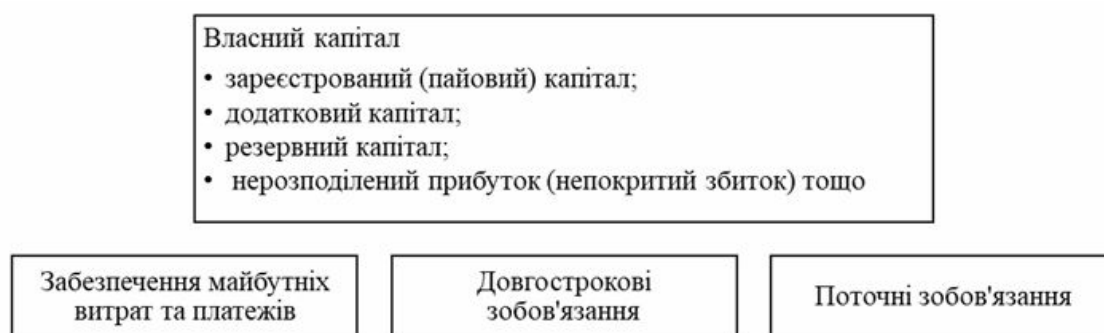 Власний капітал
• зареєстрований (пайовий) капітал;
• додатковий капітал;
• резервний капітал;
• нерозподілений прибуток (непокритий збиток) тощо
Забезпечення майбутніх
витрат та платежів
Довгострокові
зобов'язання
Поточні зобов'язання